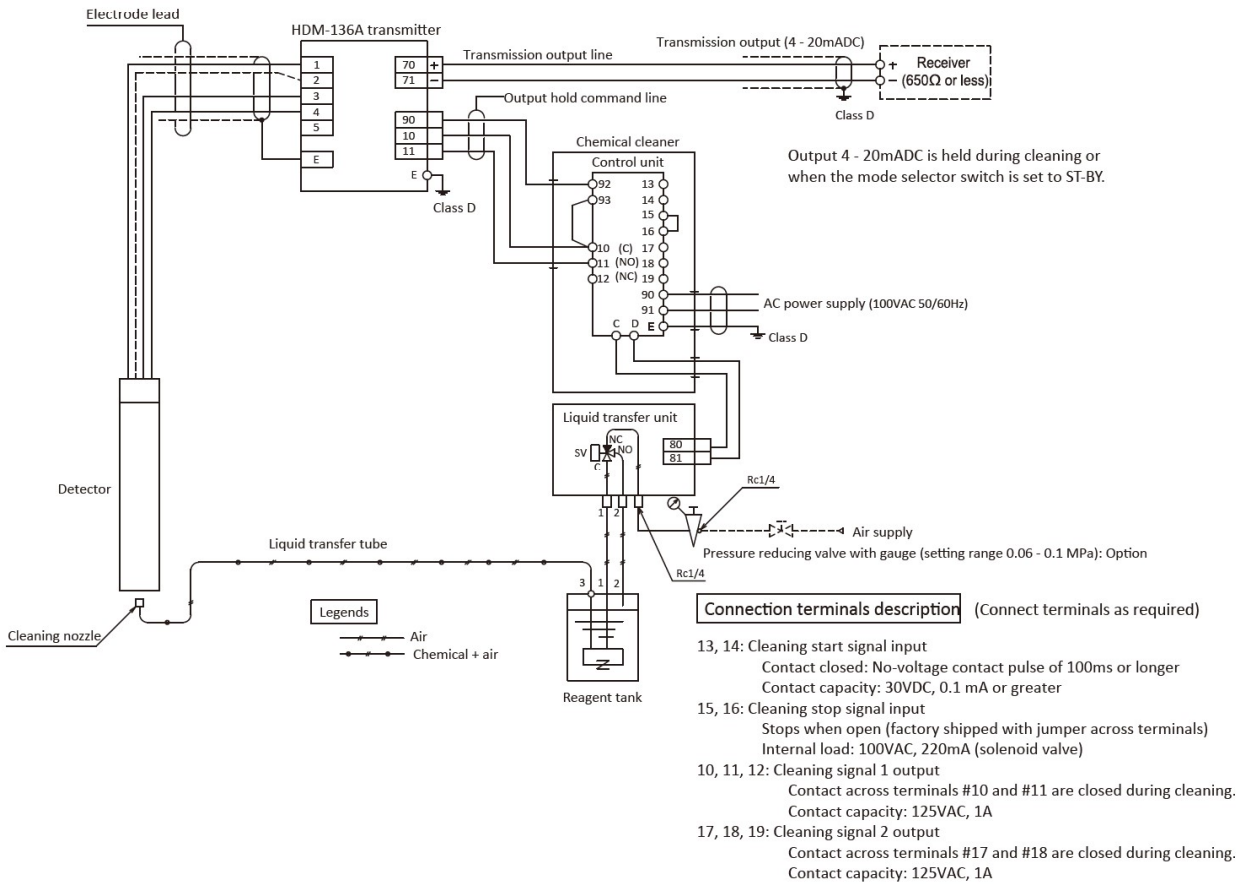 Electrode lead
HDM-136A transmitter
1
2
3
4
5
E
70 +
71 −
90
10
11
E
Class D
Transmission output line
Transmission output (4 - 20mADC)
+ Receiver
− (650Ω or less)
Class D
Output hold command line
Output 4 - 20mADC is held during cleaning or
when the mode selector switch is set to ST-BY.
Chemical cleaner
Control unit
92 13
93 14
15
16
10 (C) 17
11 (NO) 18
12 (NC) 19
90
91
C D E
AC power supply (100VAC 50/60Hz)
Class D
Liquid transfer unit
NC
SV NO
C
80
81
1 2
Rc1/4
Air supply
Pressure reducing valve with gauge (setting range 0.06 - 0.1 MPa): Option
Rc1/4
Detector
Liquid transfer tube
3 1 2
Cleaning nozzle
Legends
Air
Chemical + air
Reagent tank
Connection terminals description (Connect terminals as required)
13, 14: Cleaning start signal input
Contact closed: No-voltage contact pulse of 100ms or longer
Contact capacity: 30VDC, 0.1 mA or greater
15, 16: Cleaning stop signal input
Stops when open (factory shipped with jumper across terminals)
Internal load: 100VAC, 220mA (solenoid valve)
10, 11, 12: Cleaning signal 1 output
Contact across terminals #10 and #11 are closed during cleaning.
Contact capacity: 125VAC, 1A
17, 18, 19: Cleaning signal 2 output
Contact across terminals #17 and #18 are closed during cleaning.
Contact capacity: 125VAC, 1A